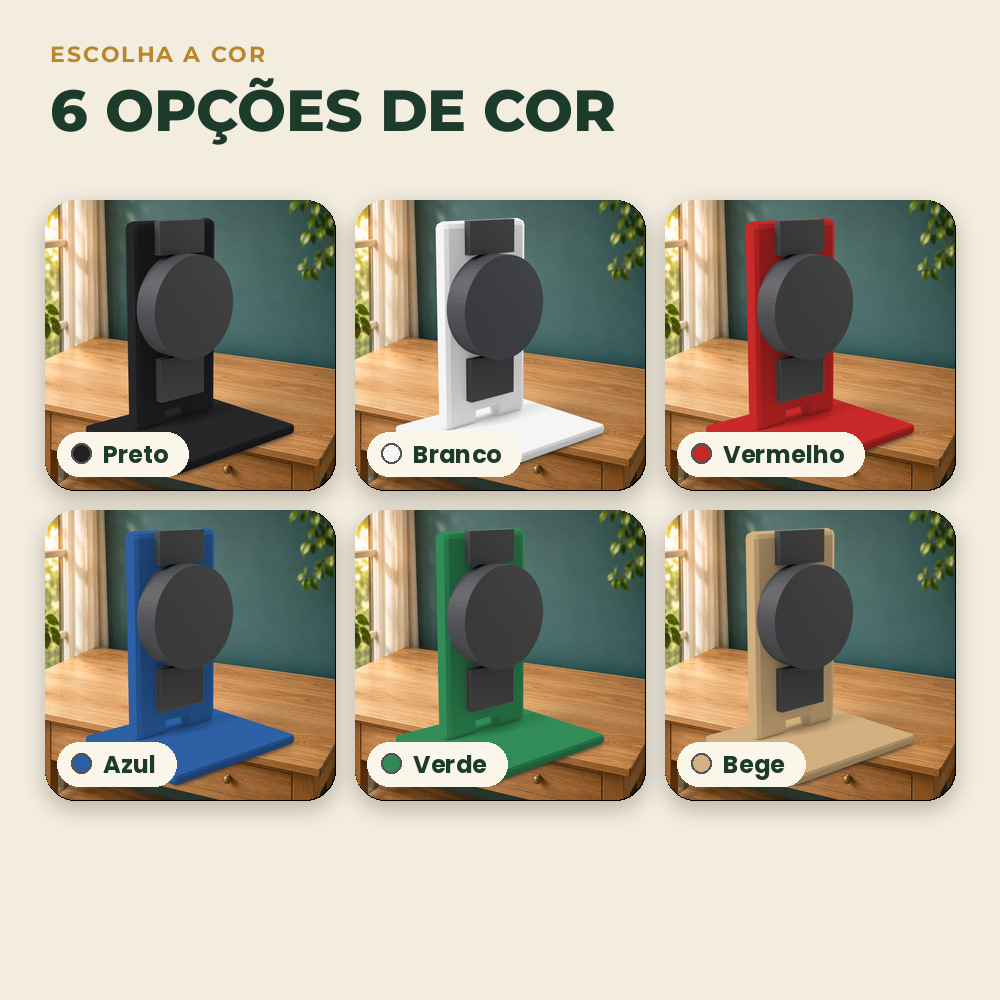 ESCOLHA A COR
6 OPÇÕES DE COR
Preto
Branco
Vermelho
Azul
Verde
Bege